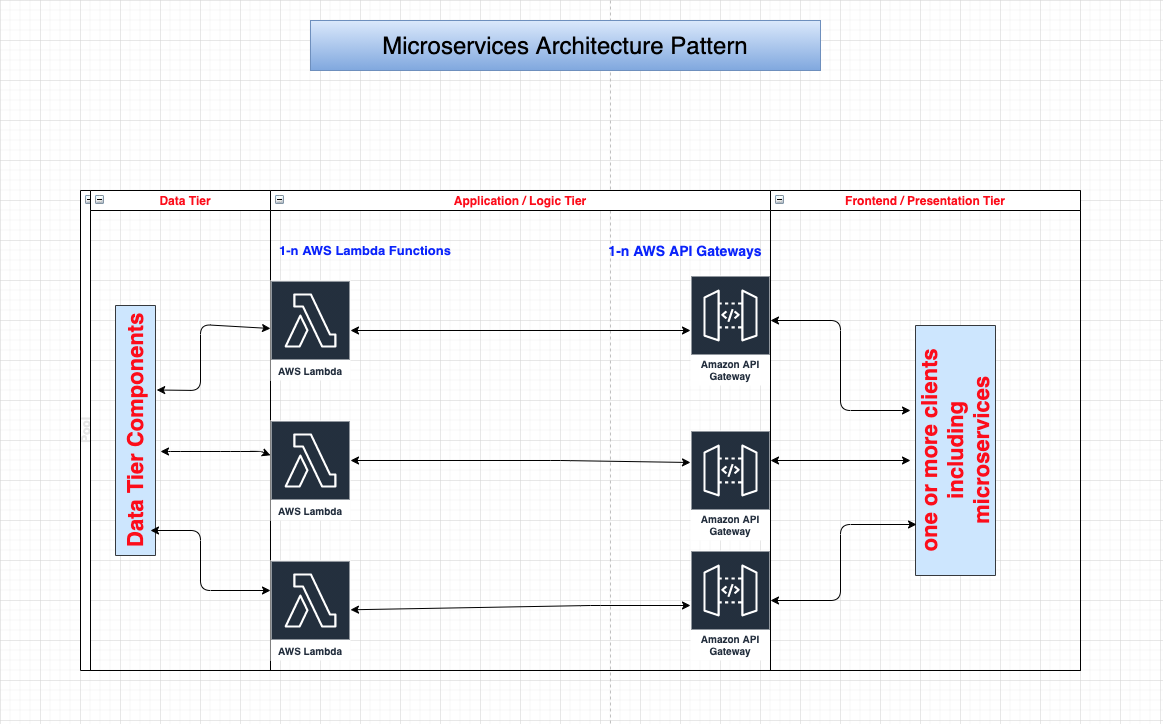 Microservices Architecture Pattern
Data Tier
Application / Logic Tier
Frontend / Presentation Tier
1-n AWS Lambda Functions
1-n AWS API Gateways
Pool
Data Tier Components
AWS Lambda
AWS Lambda
AWS Lambda
Amazon API
Gateway
Amazon API
Gateway
Amazon API
Gateway
one or more clients
including
microservices